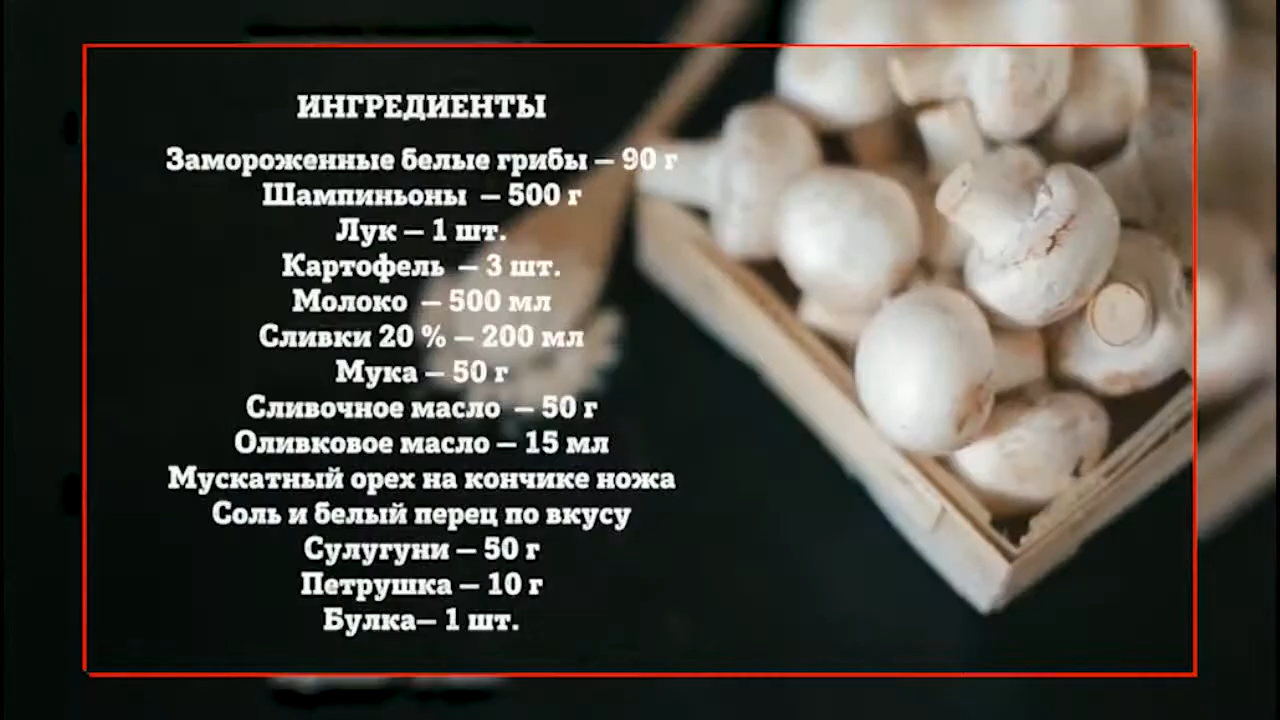 ИНГРЕДИЕНТЫ
Замороженные белые грибы – 90 г
Шампиньоны – 500 г
Лук – 1 шт.
Картофель – 3 шт.
Молоко – 500 мл
Сливки 20 % – 200 мл
Мука – 50 г
Сливочное масло – 50 г
Оливковое масло – 15 мл
Мускатный орех на кончике ножа
Соль и белый перец по вкусу
Сулугуни – 50 г
Петрушка – 10 г
Булка– 1 шт.